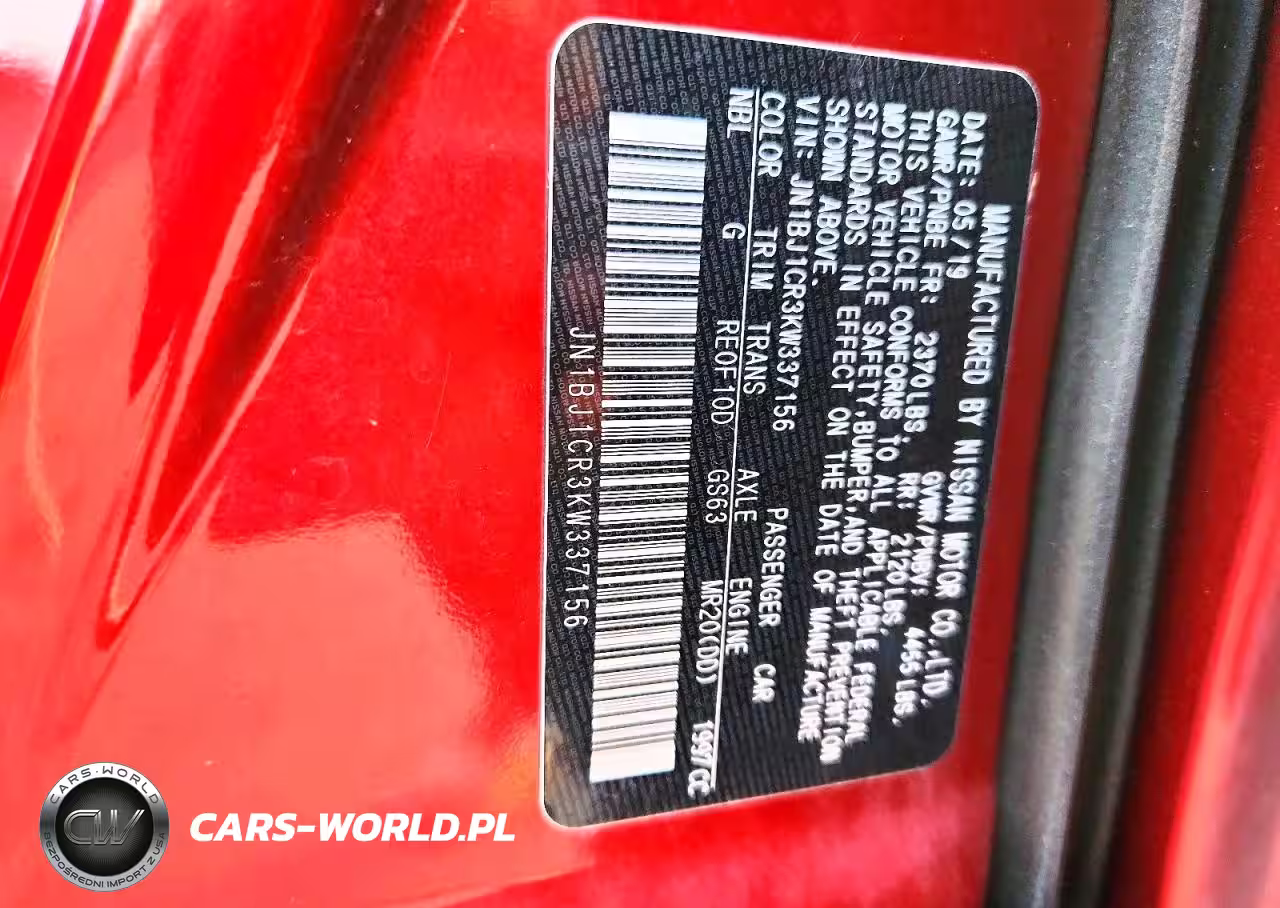 MANUFACTURED BY NISSAN MOTOR CO.,LTD.
DATE: 05/19 GVWR/PNBV: 4455 LBS.
GAWR/PNBE FR: 2370LBS. RR: 2120LBS.
THIS VEHICLE CONFORMS TO ALL APPLICABLE FEDERAL
MOTOR VEHICLE SAFETY,BUMPER,AND THEFT PREVENTION
STANDARDS IN EFFECT ON THE DATE OF MANUFACTURE
SHOWN ABOVE.
VIN: JN1BJ1CR3KW337156 PASSENGER CAR
COLOR TRIM TRANS AXLE ENGINE
NBL G RE0F10D GS63 MR20(DD) 1997CC
JN1BJ1CR3KW337156
CARS-WORLD
CW
BEZPOŚREDNI IMPORT Z USA
CARS-WORLD.PL